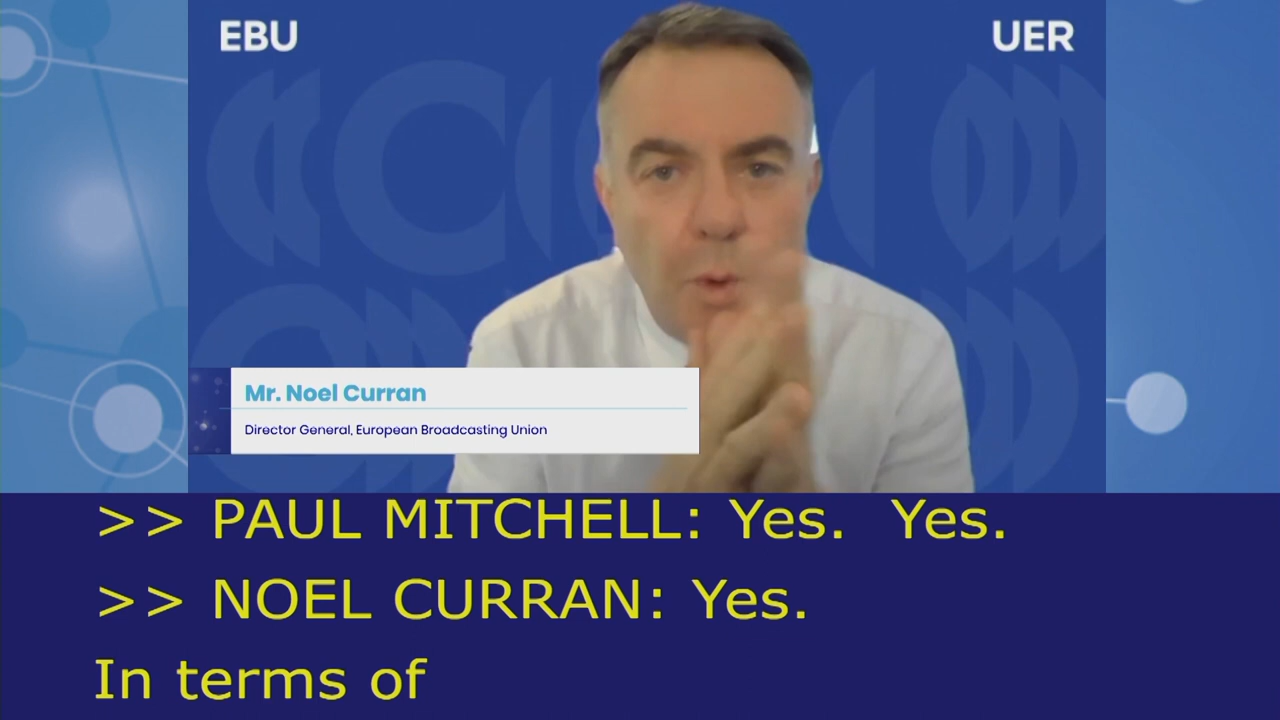 EBU UER
Mr. Noel Curran
Director General, European Broadcasting Union
>> PAUL MITCHELL: Yes. Yes.
>> NOEL CURRAN: Yes.
In terms of